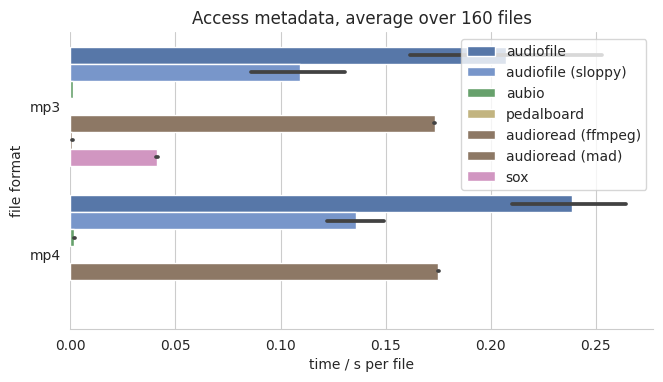 Access metadata, average over 160 files
audiofile
audiofile (sloppy)
aubio
pedalboard
audioread (ffmpeg)
audioread (mad)
sox
mp3
mp4
file format
0.00 0.05 0.10 0.15 0.20 0.25
time / s per file